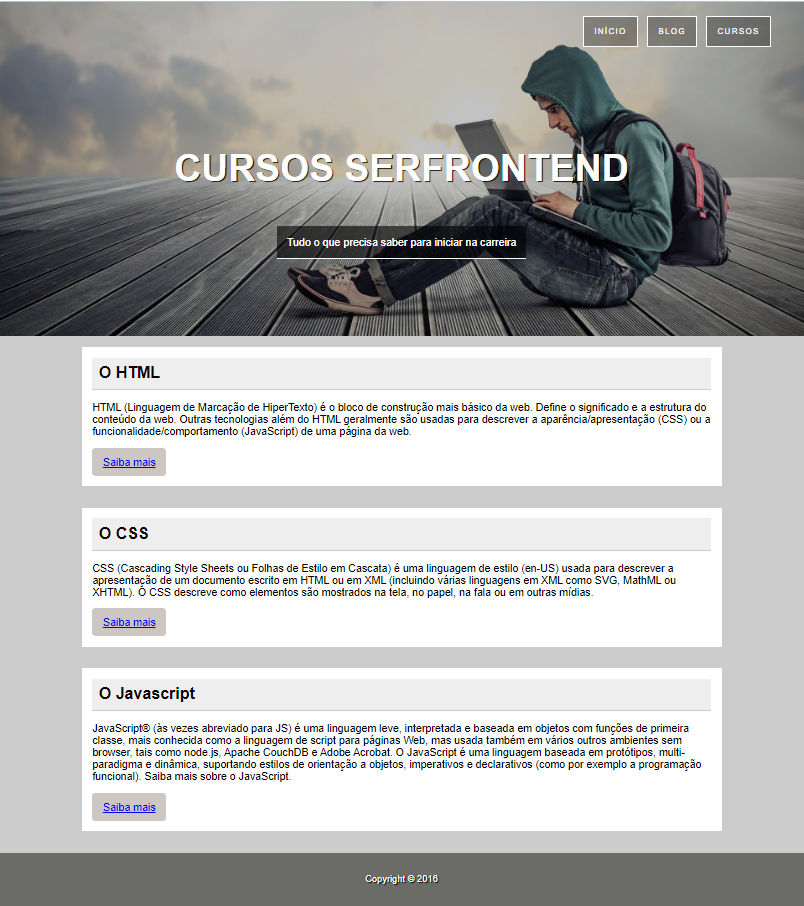 INÍCIO BLOG CURSOS
CURSOS SERFRONTEND
Tudo o que precisa saber para iniciar na carreira
O HTML
HTML (Linguagem de Marcação de HiperTexto) é o bloco de construção mais básico da web. Define o significado e a estrutura do
conteúdo da web. Outras tecnologias além do HTML geralmente são usadas para descrever a aparência/apresentação (CSS) ou a
funcionalidade/comportamento (JavaScript) de uma página da web.
Saiba mais
O CSS
CSS (Cascading Style Sheets ou Folhas de Estilo em Cascata) é uma linguagem de estilo (en-US) usada para descrever a
apresentação de um documento escrito em HTML ou em XML (incluindo várias linguagens em XML como SVG, MathML ou
XHTML). O CSS descreve como elementos são mostrados na tela, no papel, na fala ou em outras mídias.
Saiba mais
O Javascript
JavaScript® (às vezes abreviado para JS) é uma linguagem leve, interpretada e baseada em objetos com funções de primeira
classe, mais conhecida como a linguagem de script para páginas Web, mas usada também em vários outros ambientes sem
browser, tais como node.js, Apache CouchDB e Adobe Acrobat. O JavaScript é uma linguagem baseada em protótipos, multi-
paradigma e dinâmica, suportando estilos de orientação a objetos, imperativos e declarativos (como por exemplo a programação
funcional). Saiba mais sobre o JavaScript.
Saiba mais
Copyright © 2016